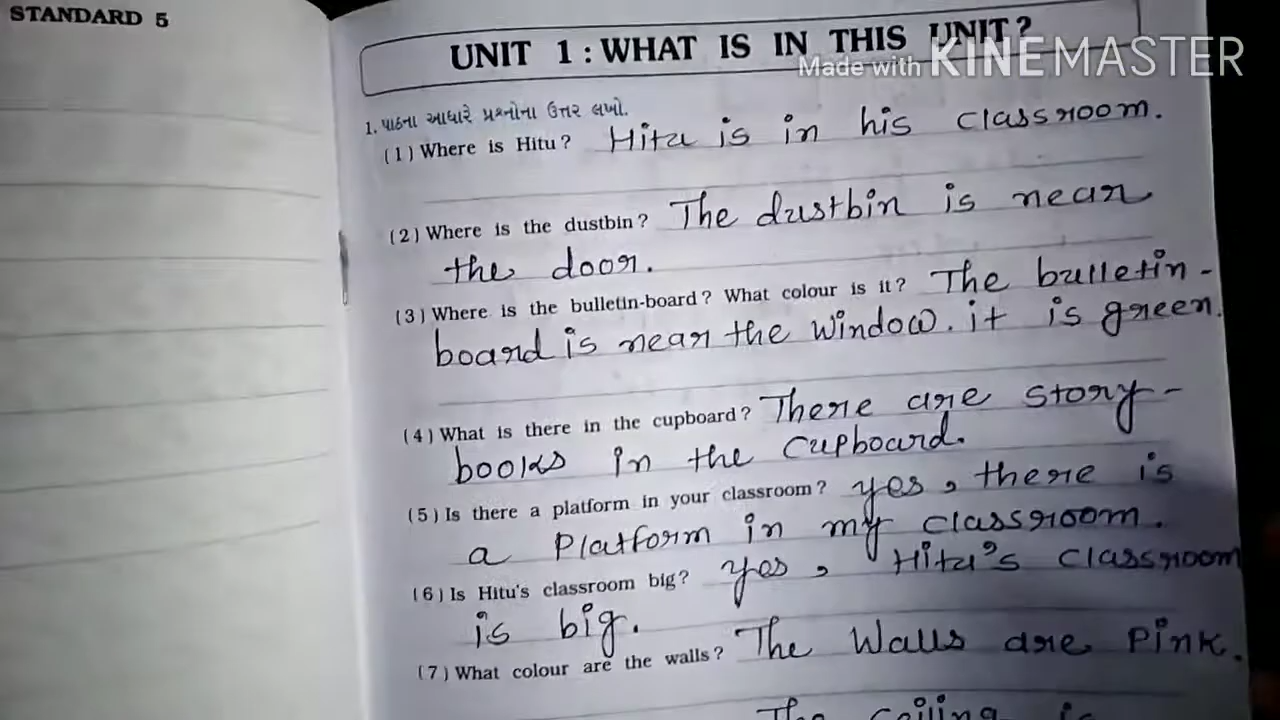 STANDARD 5
UNIT 1 : WHAT IS IN THIS UNIT ?
Made with KINEMASTER
1. પાઠના આધારે પ્રશ્નોના ઉત્તર લખો.
(1) Where is Hitu ? Hitu is in his classroom.
(2) Where is the dustbin ? The dustbin is near
the door.
(3) Where is the bulletin-board ? What colour is it ? The bulletin-
board is near the window. it is green.
(4) What is there in the cupboard ? There are story-
books in the cupboard.
(5) Is there a platform in your classroom ? yes, there is
a Platform in my classroom.
(6) Is Hitu's classroom big ? yes, Hitu's classroom
is big.
(7) What colour are the walls ? The Walls are Pink.
The ceiling is